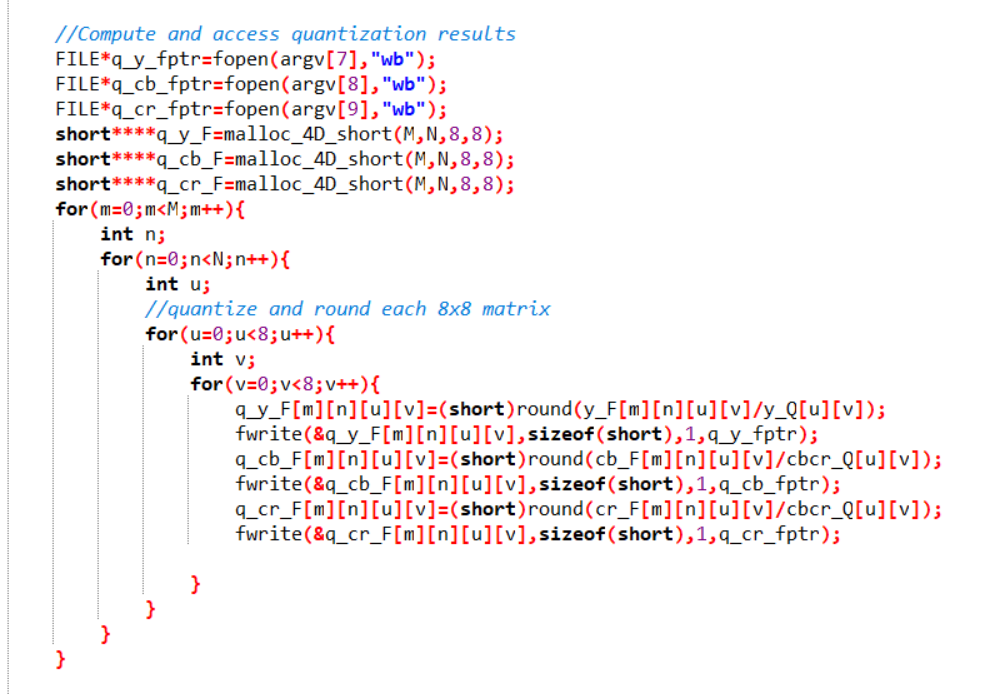 //Compute and access quantization results
FILE*q_y_fptr=fopen(argv[7],"wb");
FILE*q_cb_fptr=fopen(argv[8],"wb");
FILE*q_cr_fptr=fopen(argv[9],"wb");
short****q_y_F=malloc_4D_short(M,N,8,8);
short****q_cb_F=malloc_4D_short(M,N,8,8);
short****q_cr_F=malloc_4D_short(M,N,8,8);
for(m=0;m<M;m++){
    int n;
    for(n=0;n<N;n++){
        int u;
        //quantize and round each 8x8 matrix
        for(u=0;u<8;u++){
            int v;
            for(v=0;v<8;v++){
                q_y_F[m][n][u][v]=(short)round(y_F[m][n][u][v]/y_Q[u][v]);
                fwrite(&q_y_F[m][n][u][v],sizeof(short),1,q_y_fptr);
                q_cb_F[m][n][u][v]=(short)round(cb_F[m][n][u][v]/cbcr_Q[u][v]);
                fwrite(&q_cb_F[m][n][u][v],sizeof(short),1,q_cb_fptr);
                q_cr_F[m][n][u][v]=(short)round(cr_F[m][n][u][v]/cbcr_Q[u][v]);
                fwrite(&q_cr_F[m][n][u][v],sizeof(short),1,q_cr_fptr);

            }
        }
    }
}